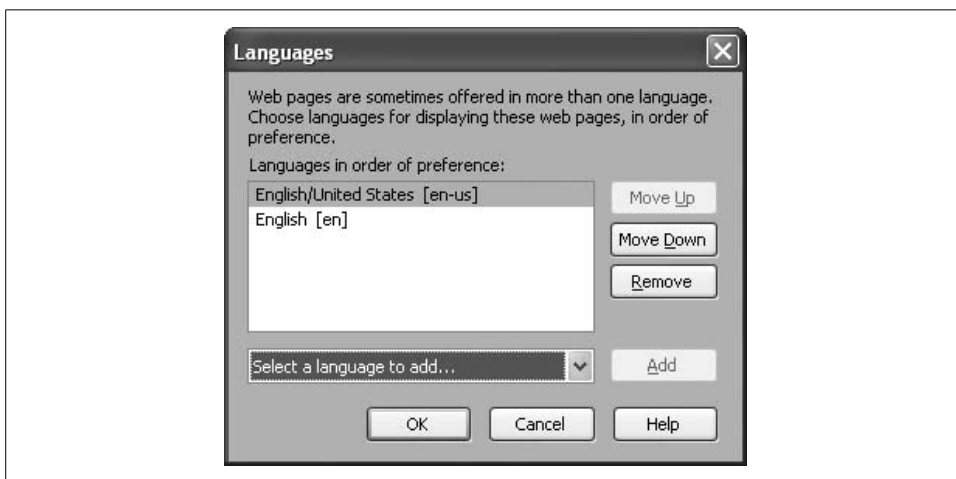 Languages
Web pages are sometimes offered in more than one language.
Choose languages for displaying these web pages, in order of
preference.
Languages in order of preference:
English/United States [en-us]
Move Up
English [en]
Move Down
Remove
Select a language to add...
Add
OK
Cancel
Help